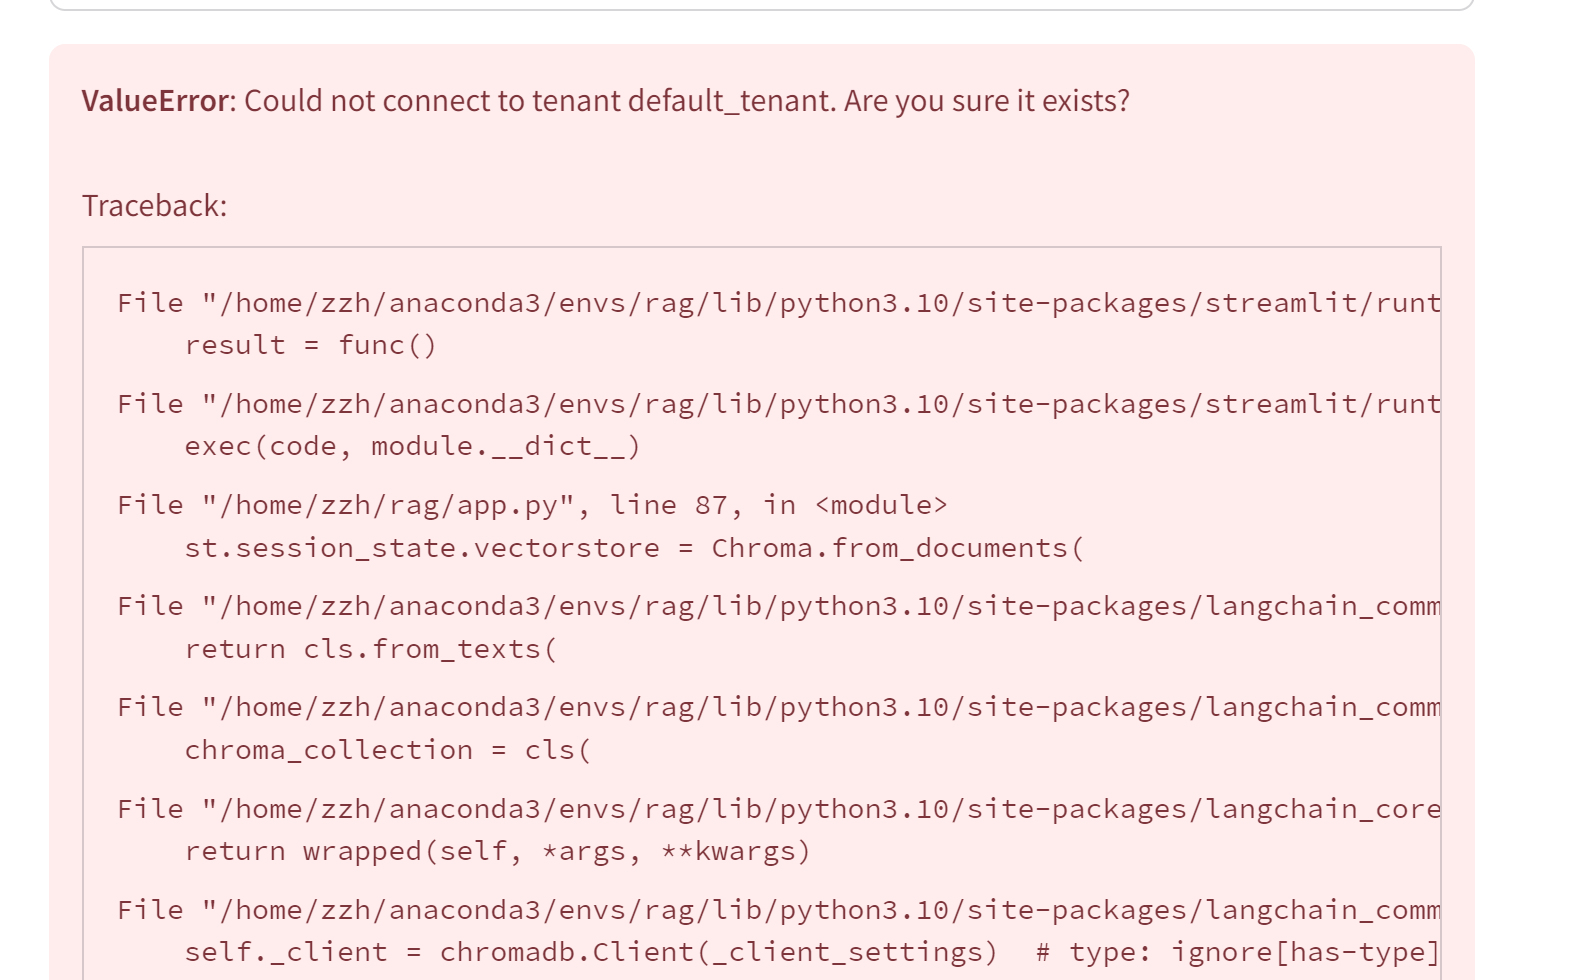 ValueError: Could not connect to tenant default_tenant. Are you sure it exists?
Traceback:
File "/home/zzh/anaconda3/envs/rag/lib/python3.10/site-packages/streamlit/runt
result = func()
File "/home/zzh/anaconda3/envs/rag/lib/python3.10/site-packages/streamlit/runt
exec(code, module.__dict__)
File "/home/zzh/rag/app.py", line 87, in <module>
st.session_state.vectorstore = Chroma.from_documents(
File "/home/zzh/anaconda3/envs/rag/lib/python3.10/site-packages/langchain_comm
return cls.from_texts(
File "/home/zzh/anaconda3/envs/rag/lib/python3.10/site-packages/langchain_comm
chroma_collection = cls(
File "/home/zzh/anaconda3/envs/rag/lib/python3.10/site-packages/langchain_core
return wrapped(self, *args, **kwargs)
File "/home/zzh/anaconda3/envs/rag/lib/python3.10/site-packages/langchain_comm
self._client = chromadb.Client(_client_settings)  # type: ignore[has-type]